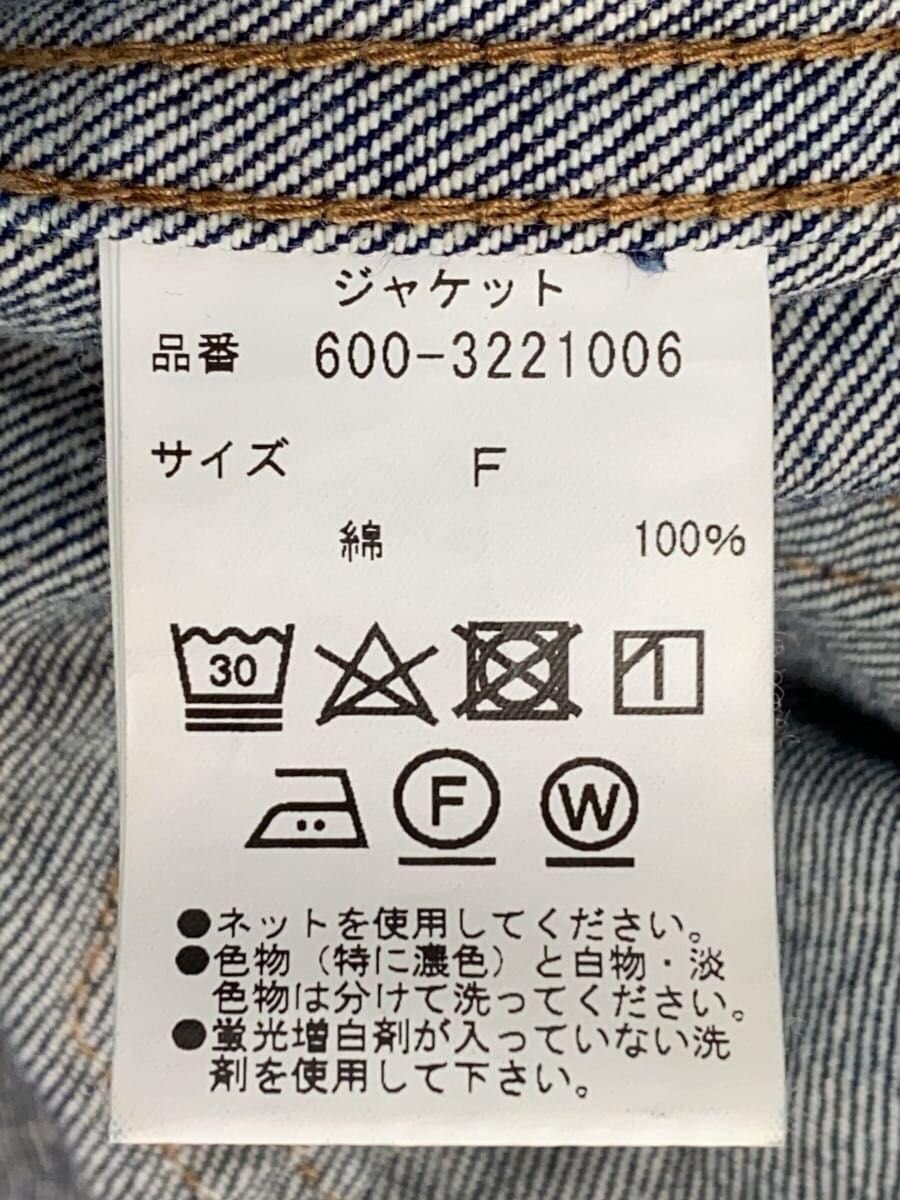 ジャケット
品番 600-3221006
サイズ F
綿 100%
30
F W
●ネットを使用してください。
●色物(特に濃色)と白物・淡
色物は分けて洗ってください。
●蛍光増白剤が入っていない洗
剤を使用して下さい。